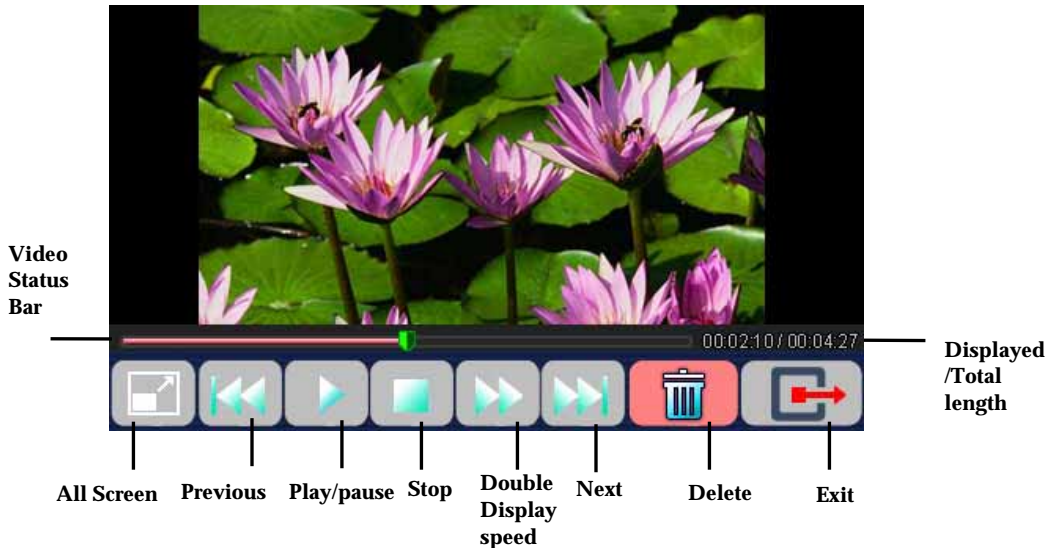 Video
Status
Bar
00:02:10 / 00:04:27
Displayed
/Total
length
All Screen
Previous
Play/pause
Stop
Double
Display
speed
Next
Delete
Exit